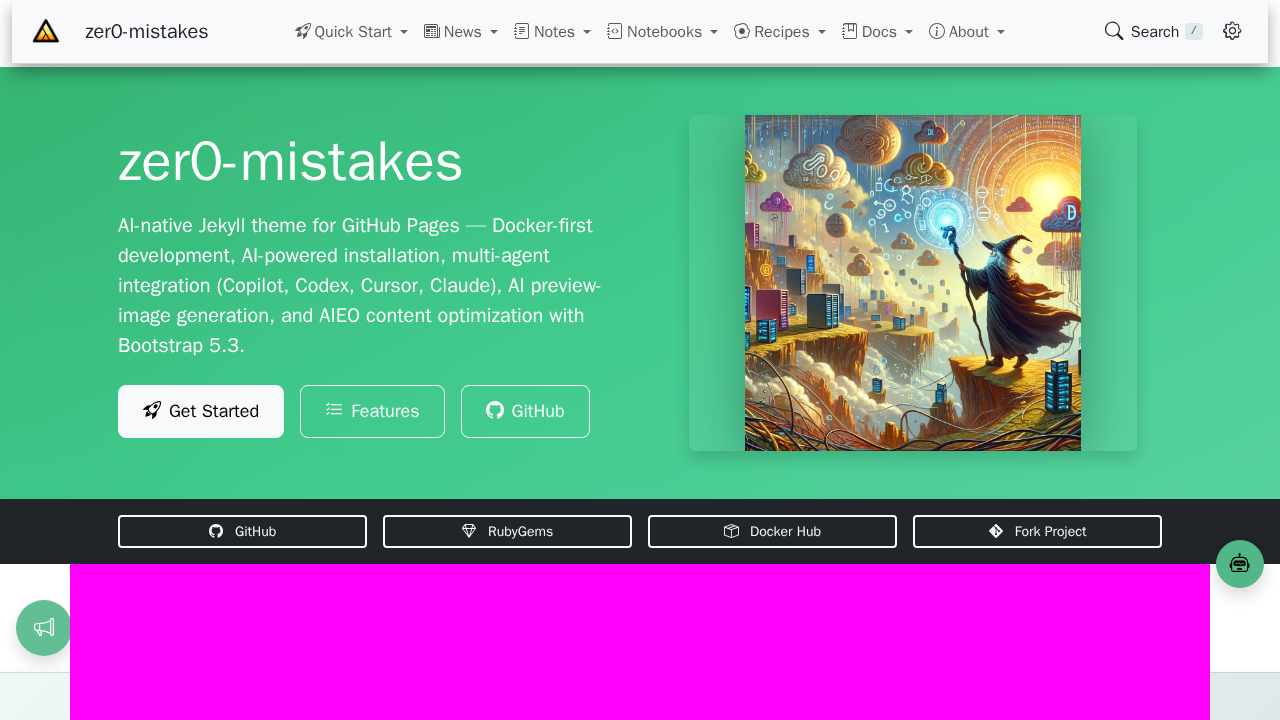 zer0-mistakes
Quick Start
News
Notes
Notebooks
Recipes
Docs
About
Search /
zer0-mistakes
AI-native Jekyll theme for GitHub Pages — Docker-first
development, AI-powered installation, multi-agent
integration (Copilot, Codex, Cursor, Claude), AI preview-
image generation, and AIEO content optimization with
Bootstrap 5.3.
Get Started
Features
GitHub
GitHub
RubyGems
Docker Hub
Fork Project